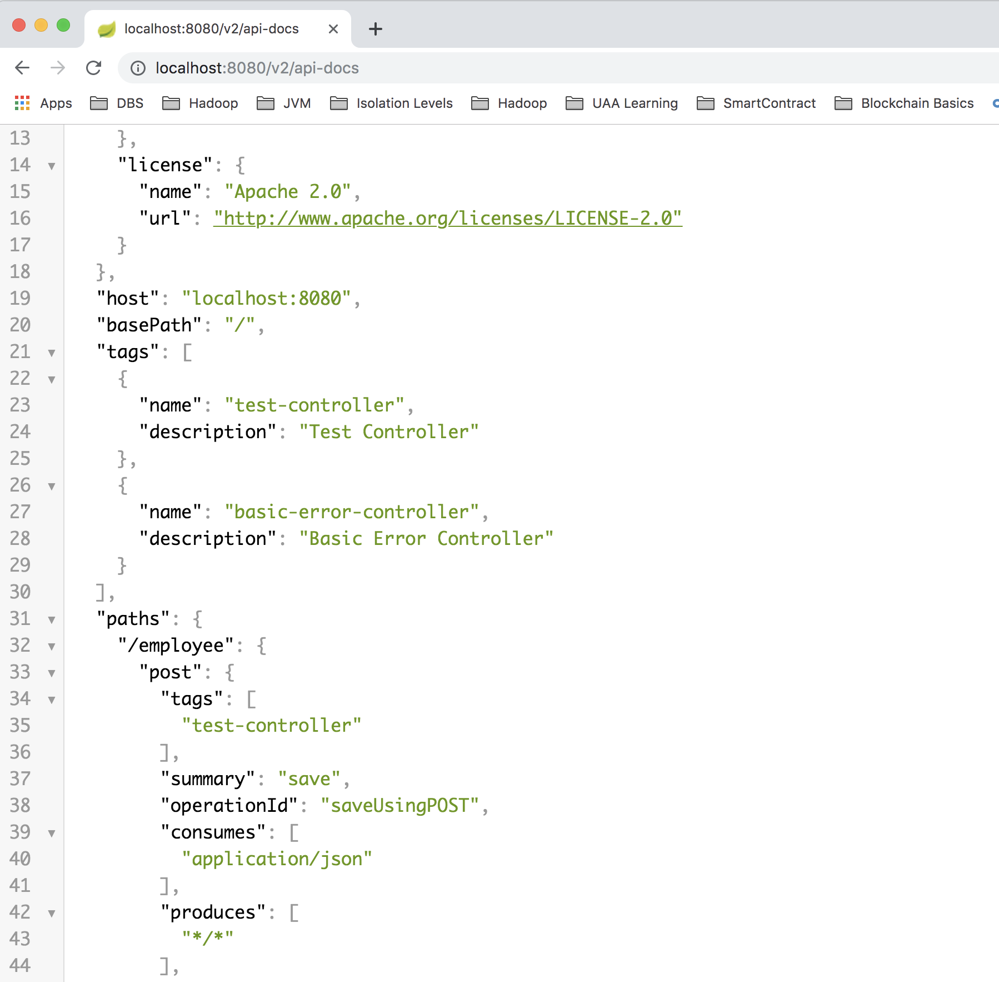 localhost:8080/v2/api-docs
localhost:8080/v2/api-docs
Apps DBS Hadoop JVM Isolation Levels Hadoop UAA Learning SmartContract Blockchain Basics
13 },
14 "license": {
15 "name": "Apache 2.0",
16 "url": "http://www.apache.org/licenses/LICENSE-2.0"
17 }
18 },
19 "host": "localhost:8080",
20 "basePath": "/",
21 "tags": [
22 {
23 "name": "test-controller",
24 "description": "Test Controller"
25 },
26 {
27 "name": "basic-error-controller",
28 "description": "Basic Error Controller"
29 }
30 ],
31 "paths": {
32 "/employee": {
33 "post": {
34 "tags": [
35 "test-controller"
36 ],
37 "summary": "save",
38 "operationId": "saveUsingPOST",
39 "consumes": [
40 "application/json"
41 ],
42 "produces": [
43 "*/*"
44 ],